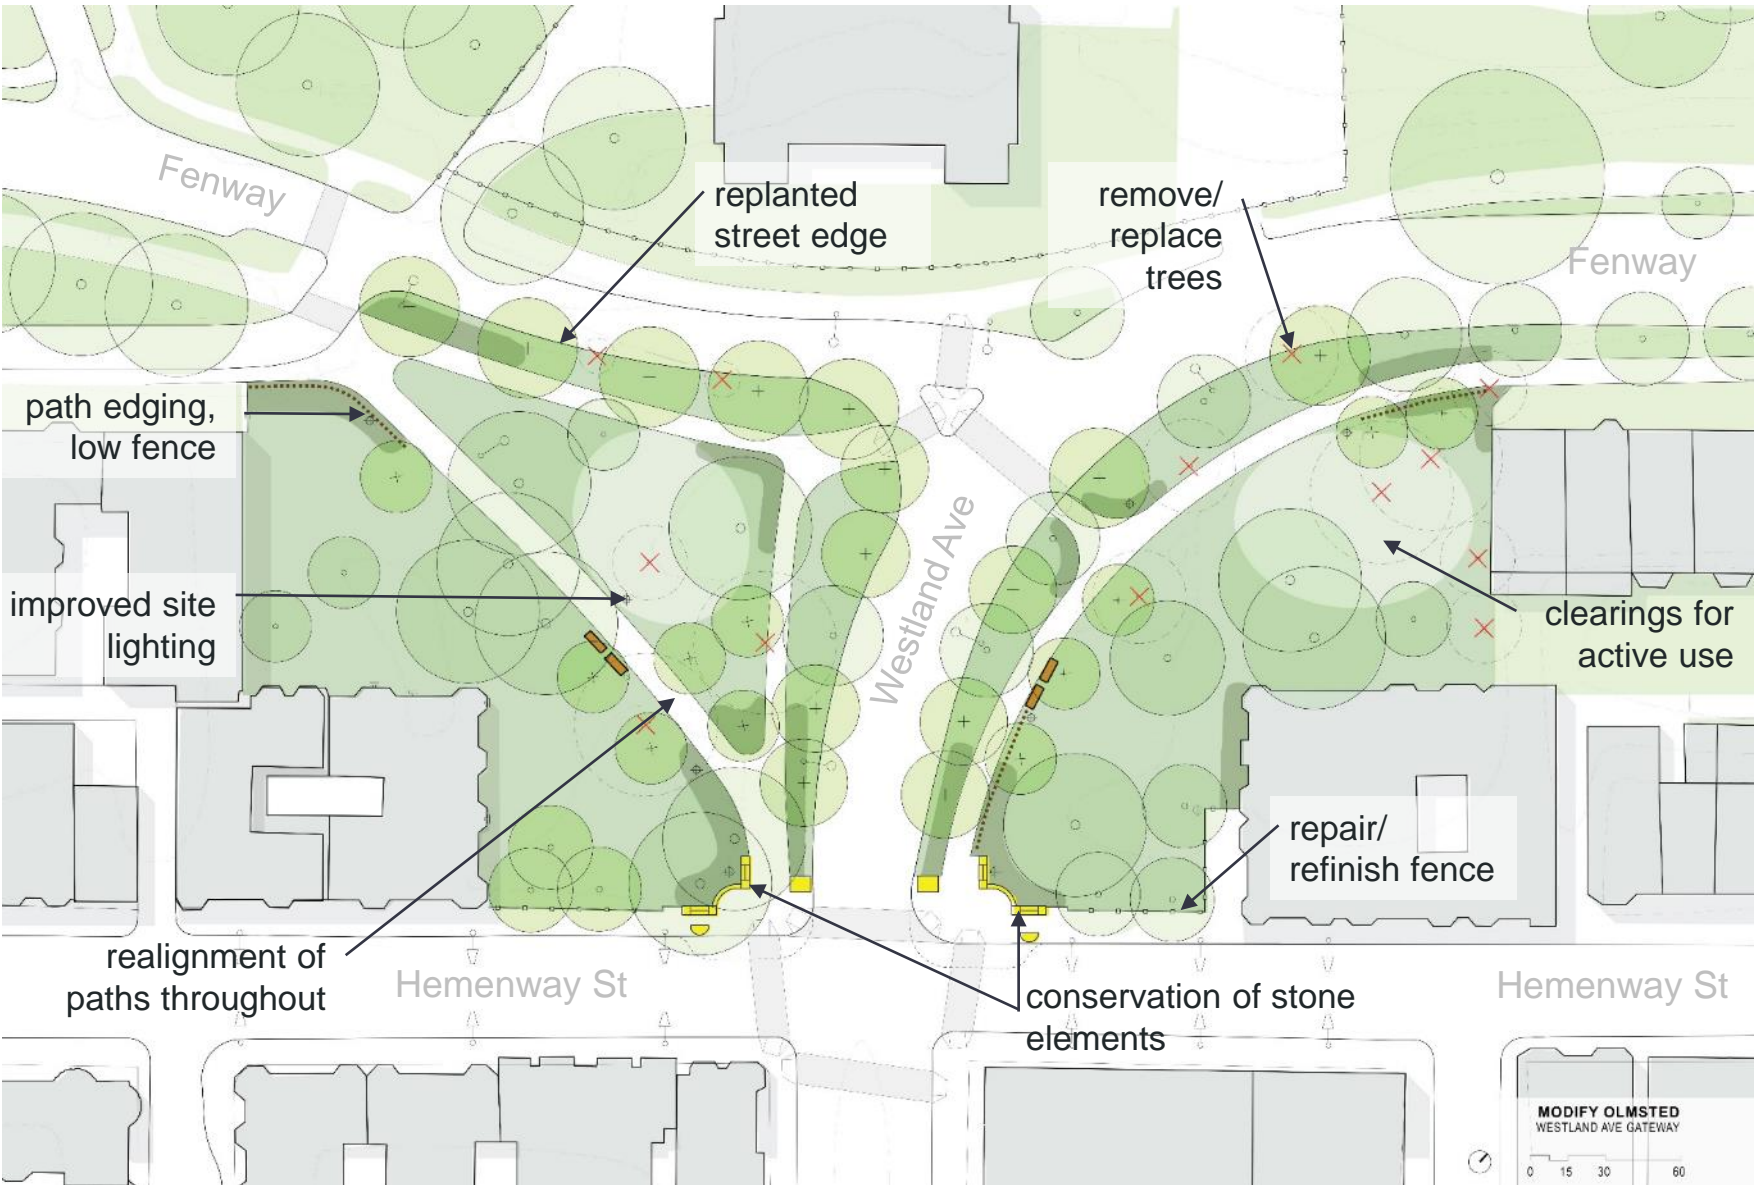 Fenway
replanted
street edge
remove/
replace
trees
Fenway
path edging,
low fence
improved site
lighting
Westland Ave
clearings for
active use
repair/
refinish fence
realignment of
paths throughout
Hemenway St
conservation of stone
elements
Hemenway St
MODIFY OLMSTED
WESTLAND AVE GATEWAY
0 15 30 60